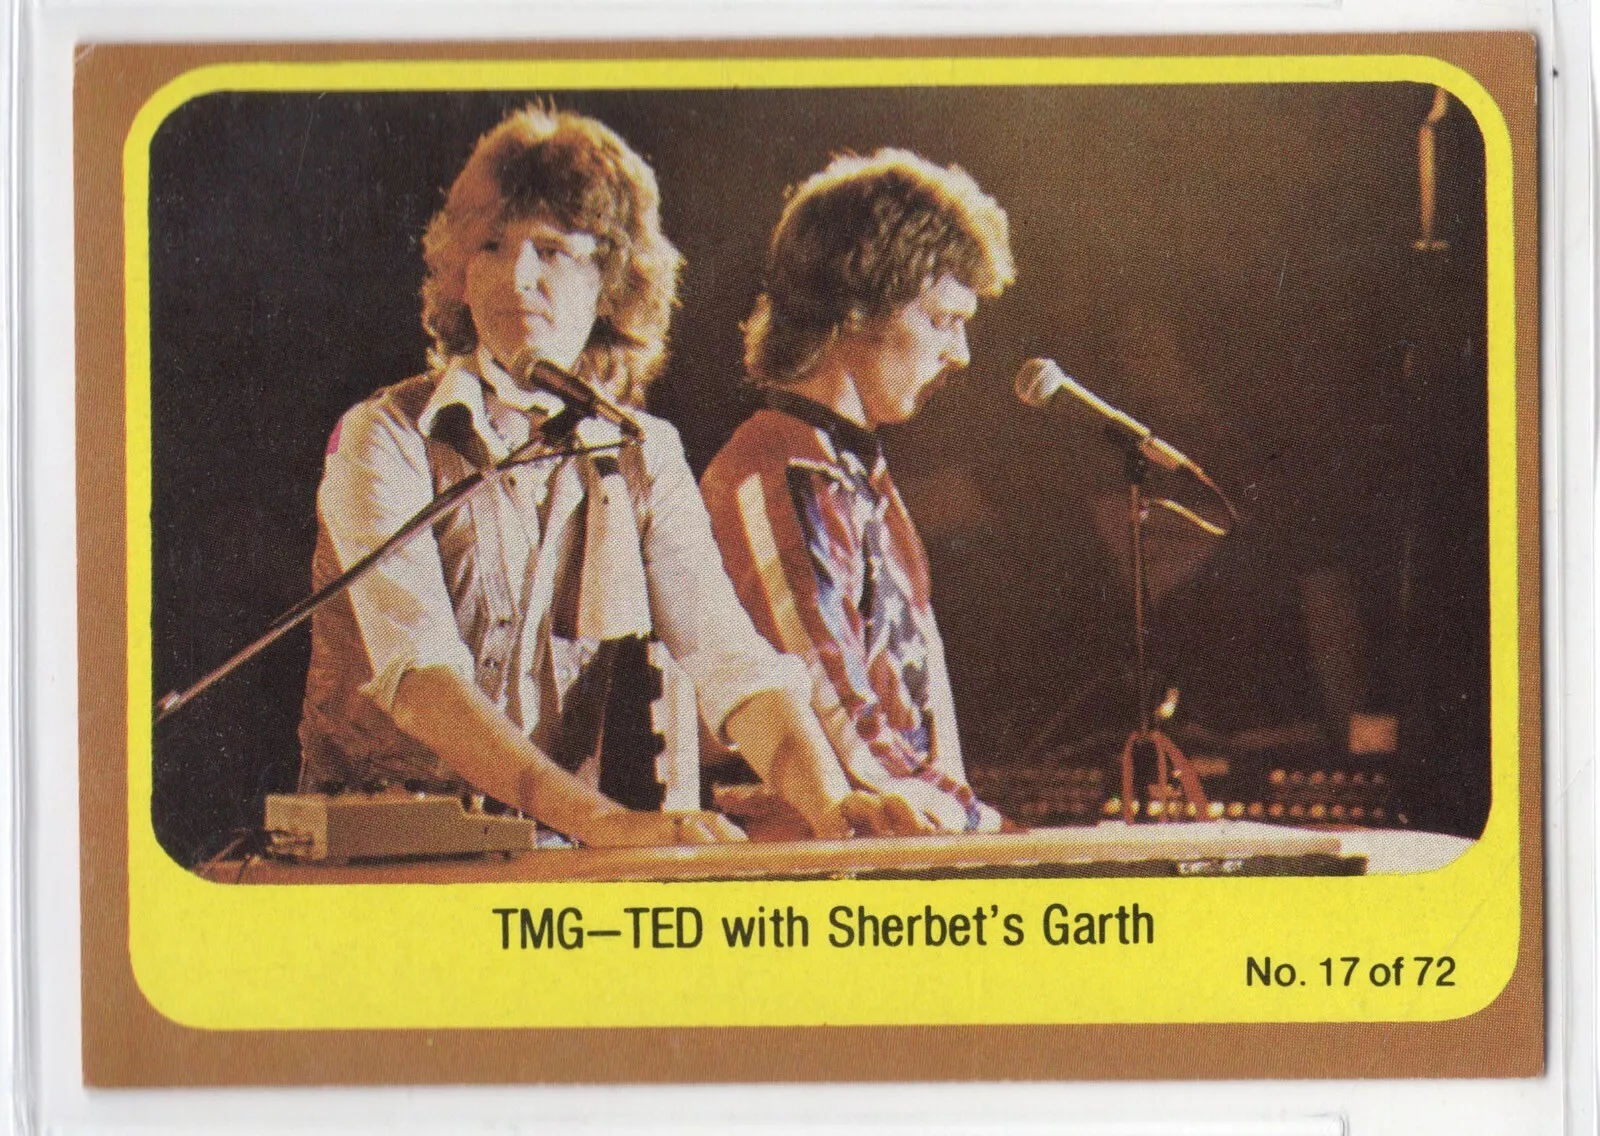 TMG–TED with Sherbet's Garth
No. 17 of 72